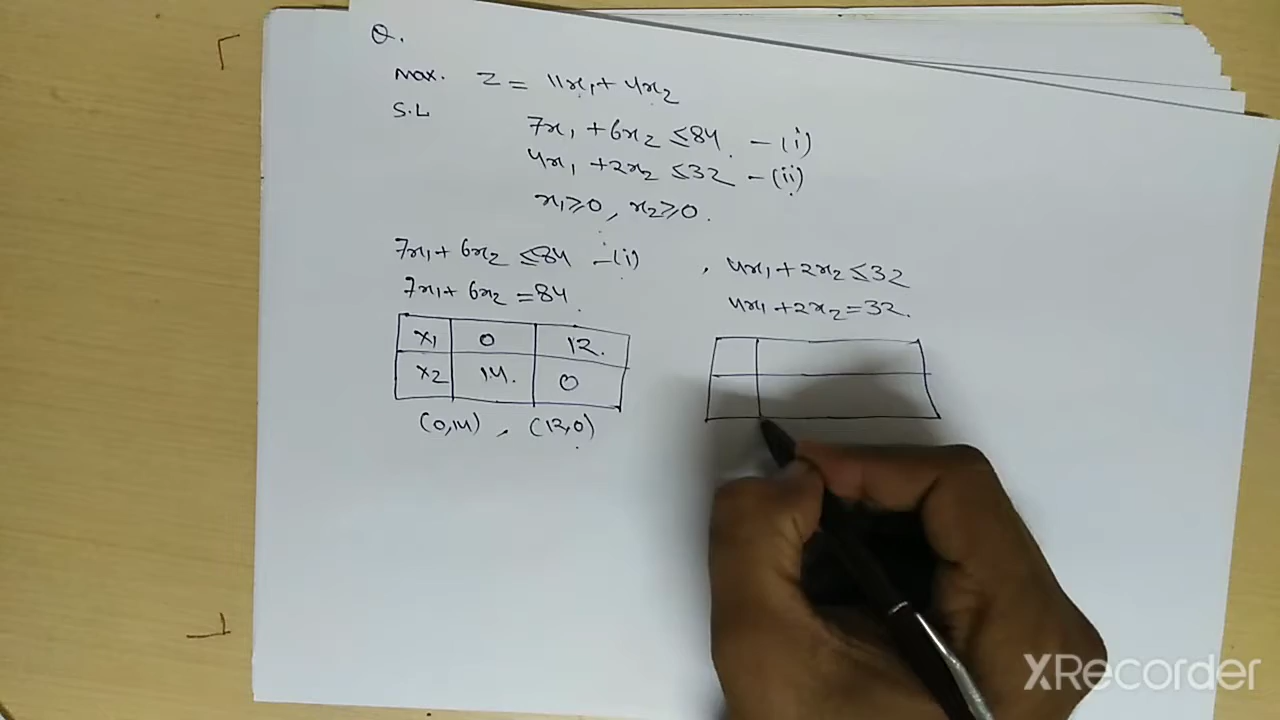 Q.
Max. Z = 11x₁ + 4x₂
S.t
7x₁ + 6x₂ ≤ 84 - (i)
4x₁ + 2x₂ ≤ 32 - (ii)
x₁ ≥ 0, x₂ ≥ 0.
7x₁ + 6x₂ ≤ 84 - (i)
7x₁ + 6x₂ = 84.
x₁ 0 12.
x₂ 14. 0
(0,14), (12,0)
, 4x₁ + 2x₂ ≤ 32
4x₁ + 2x₂ = 32.
XRecorder